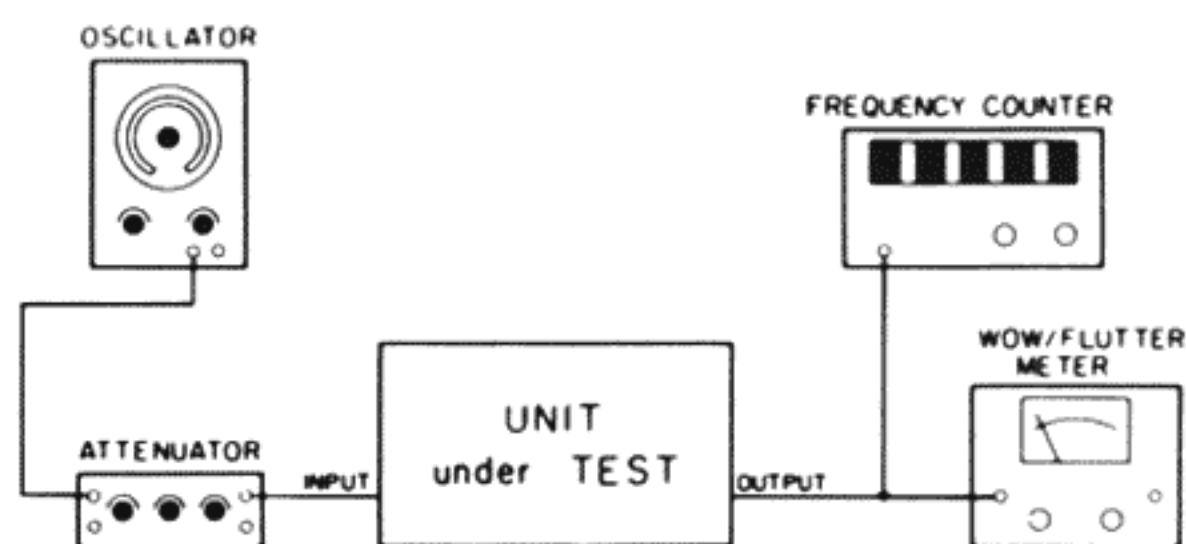 OSCILLATOR
FREQUENCY COUNTER
WOW/FLUTTER
METER
ATTENUATOR
INPUT
UNIT
under TEST
OUTPUT